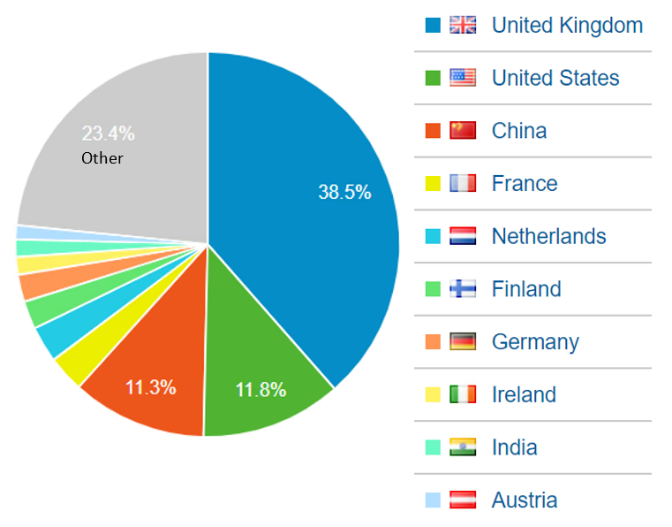 23.4%
Other
38.5%
11.3%
11.8%
United Kingdom
United States
China
France
Netherlands
Finland
Germany
Ireland
India
Austria